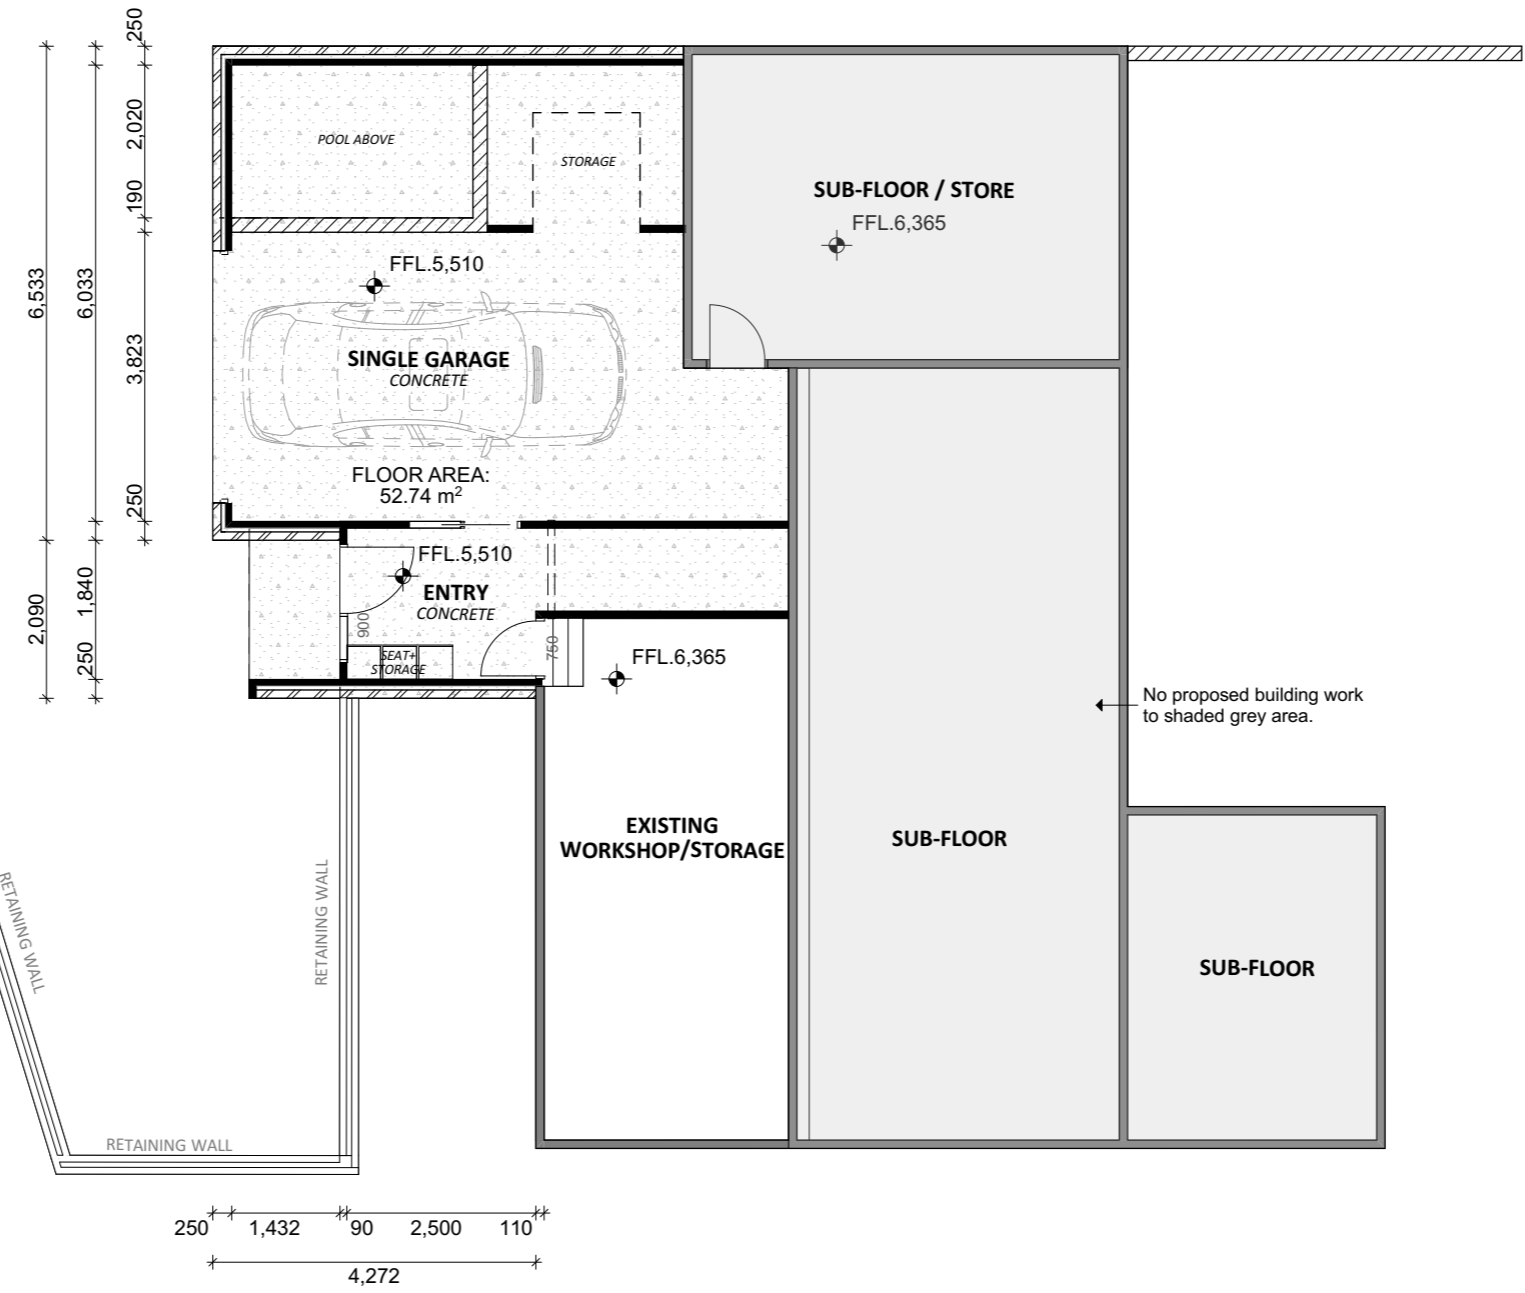 250
2,020
190
6,533
6,033
3,823
250
1,840
2,090
250
POOL ABOVE
STORAGE
SUB-FLOOR / STORE
FFL.6,365
FFL.5,510
SINGLE GARAGE
CONCRETE
FLOOR AREA:
52.74 m²
FFL.5,510
ENTRY
CONCRETE
900
SEAT+
STORAGE
750
FFL.6,365
No proposed building work
to shaded grey area.
EXISTING
WORKSHOP/STORAGE
SUB-FLOOR
SUB-FLOOR
RETAINING WALL
RETAINING WALL
RETAINING WALL
250 1,432 90 2,500 110
4,272